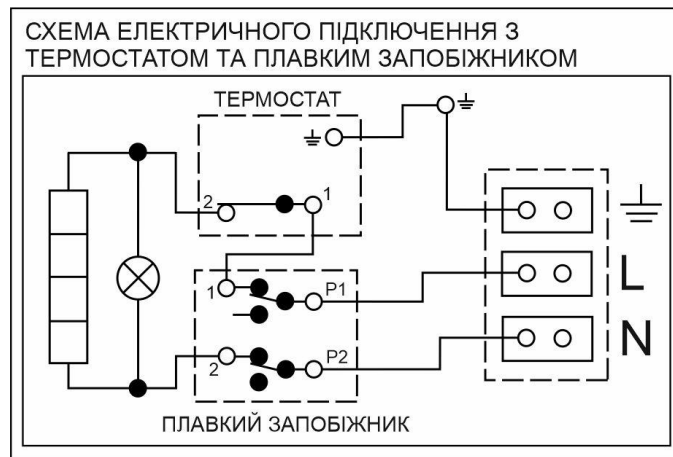 СХЕМА ЕЛЕКТРИЧНОГО ПІДКЛЮЧЕННЯ З
ТЕРМОСТАТОМ ТА ПЛАВКИМ ЗАПОБІЖНИКОМ
ТЕРМОСТАТ
2 1
1 P1
L
2 P2
N
ПЛАВКИЙ ЗАПОБІЖНИК